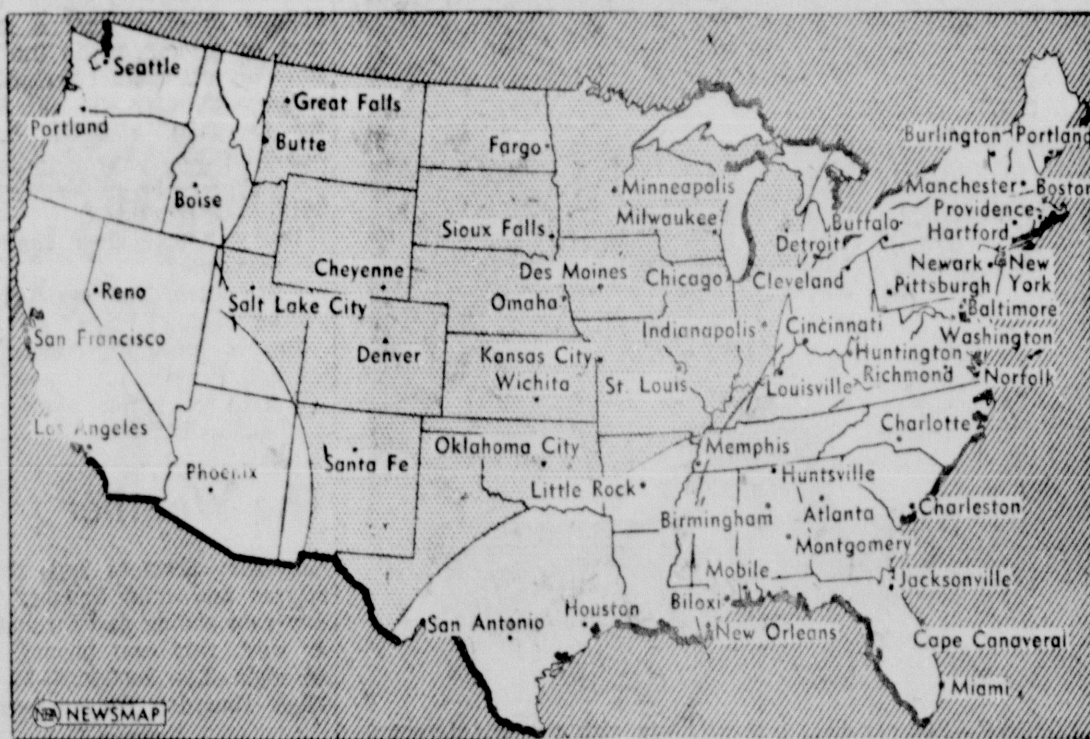 Seattle
Great Falls
Portland
Butte
Fargo
Burlington Portland
Boise
Minneapolis
Manchester Boston
Milwaukee
Buffalo
Providence
Sioux Falls
Detroit
Hartford
Cheyenne
Des Moines
Chicago
Cleveland
Newark New York
Reno
Salt Lake City
Omaha
Pittsburgh
Baltimore
San Francisco
Indianapolis
Cincinnati
Washington
Denver
Kansas City
Huntington
Wichita
St. Louis
Louisville
Richmond
Norfolk
Los Angeles
Charlotte
Oklahoma City
Memphis
Santa Fe
Phoenix
Huntsville
Little Rock
Birmingham
Atlanta
Charleston
Montgomery
Mobile
Jacksonville
Biloxi
Houston
San Antonio
New Orleans
Cape Canaveral
Miami
NEA NEWSMAP